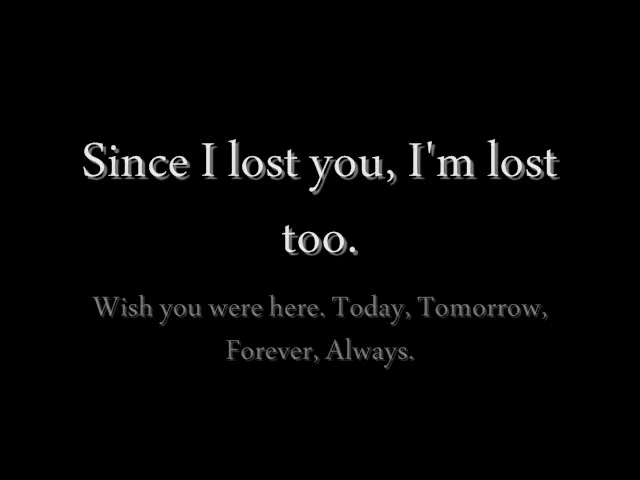 Since I lost you, I'm lost
too.
Wish you were here. Today, Tomorrow,
Forever, Always.